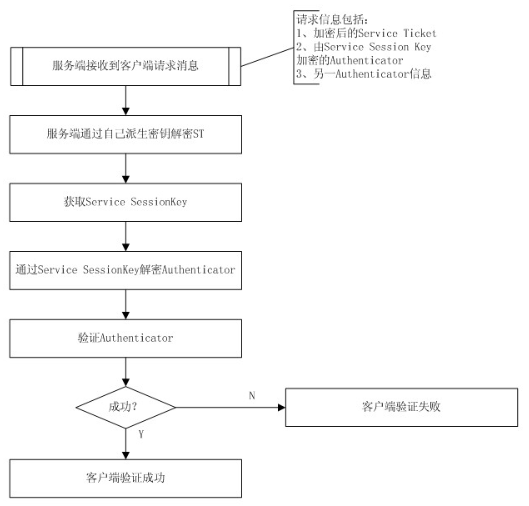 请求信息包括:
1、加密后的Service Ticket
2、由Service Session Key
加密的Authenticator
3、另一Authenticator信息
服务端接收到客户端请求消息
服务端通过自己派生密钥解密ST
获取Service SessionKey
通过Service SessionKey解密Authenticator
验证Authenticator
成功?
N
客户端验证失败
Y
客户端验证成功